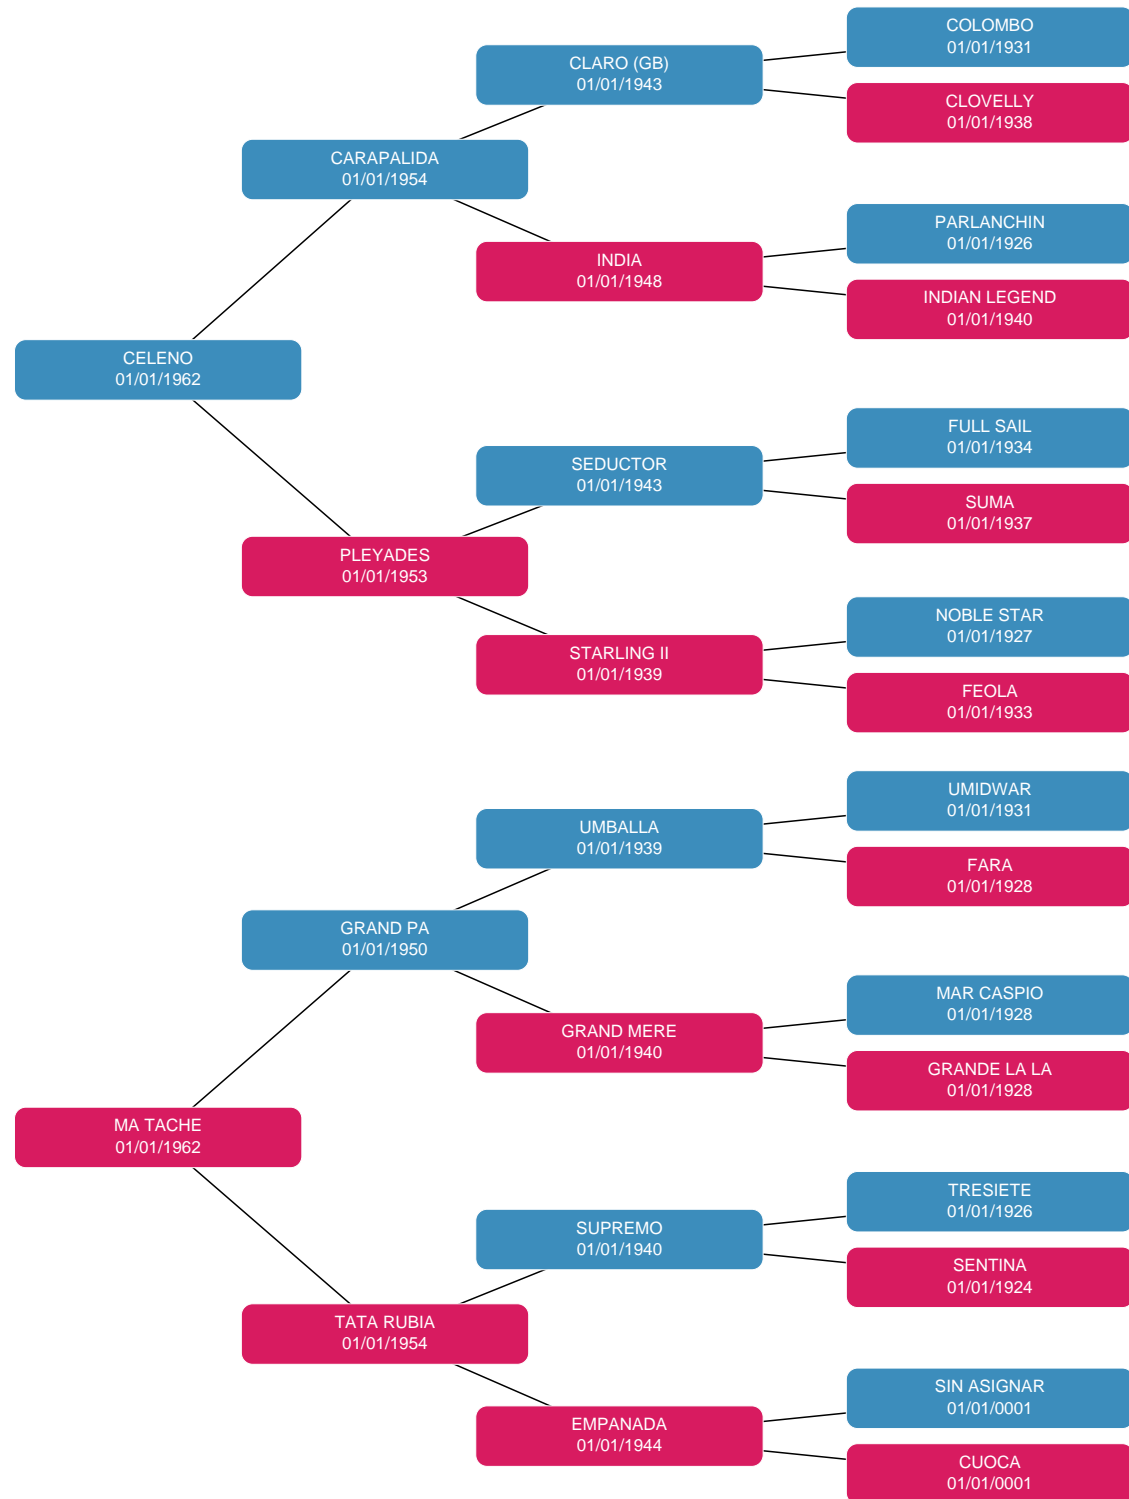 COLOMBO
01/01/1931
CLARO (GB)
01/01/1943
CLOVELLY
01/01/1938
CARAPALIDA
01/01/1954
PARLANCHIN
01/01/1926
INDIA
01/01/1948
INDIAN LEGEND
01/01/1940
CELENO
01/01/1962
FULL SAIL
01/01/1934
SEDUCTOR
01/01/1943
SUMA
01/01/1937
PLEYADES
01/01/1953
NOBLE STAR
01/01/1927
STARLING II
01/01/1939
FEOLA
01/01/1933
UMIDWAR
01/01/1931
UMBALLA
01/01/1939
FARA
01/01/1928
GRAND PA
01/01/1950
MAR CASPIO
01/01/1928
GRAND MERE
01/01/1940
GRANDE LA LA
01/01/1928
MA TACHE
01/01/1962
TRESIETE
01/01/1926
SUPREMO
01/01/1940
SENTINA
01/01/1924
TATA RUBIA
01/01/1954
SIN ASIGNAR
01/01/0001
EMPANADA
01/01/1944
CUOCA
01/01/0001